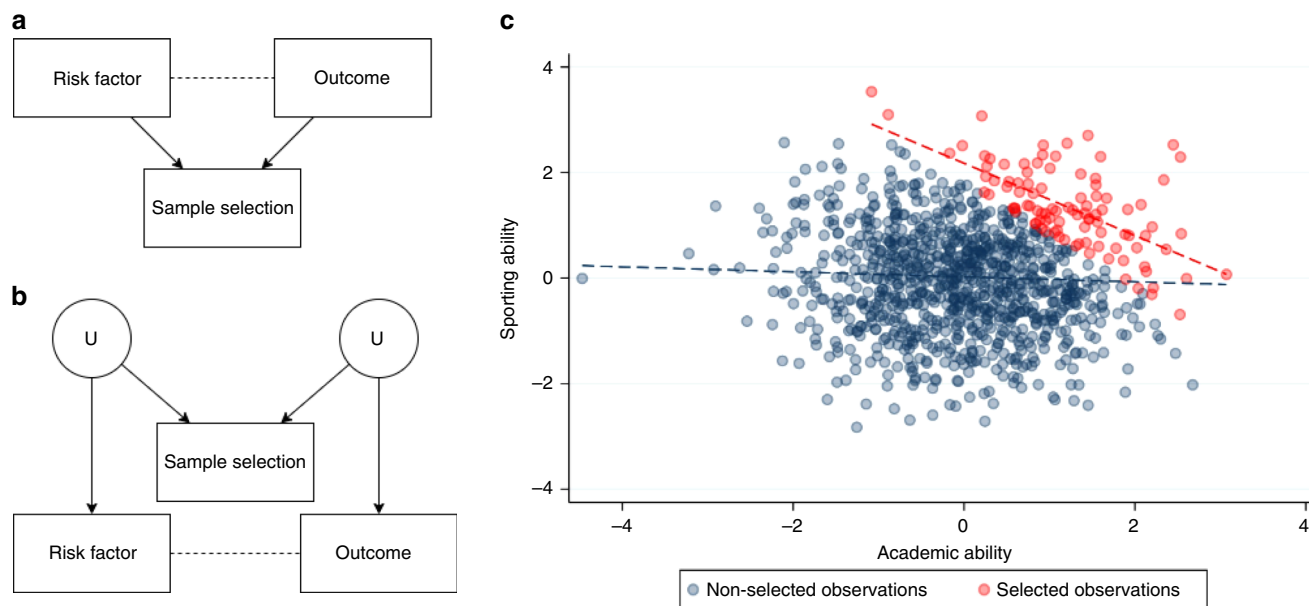 a
Risk factor
Outcome
Sample selection
b
U
U
Sample selection
Risk factor
Outcome
c
4
2
0
–2
–4
Sporting ability
–4
–2
0
2
4
Academic ability
Non-selected observations
Selected observations